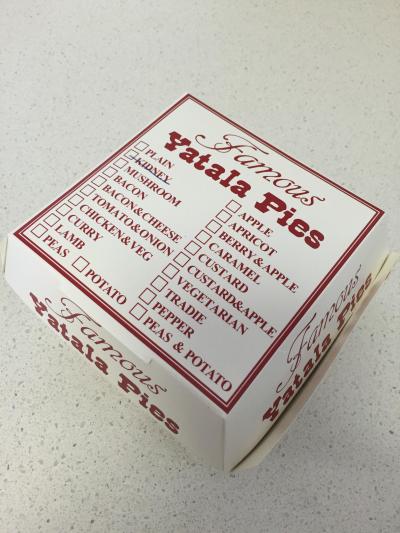 Famous
Yatala Pies
PLAIN
KIDNEY
MUSHROOM
BACON
BACON&CHEESE
TOMATO&ONION
CHICKEN&VEG
CURRY
LAMB
PEAS
POTATO
APPLE
APRICOT
BERRY&APPLE
CARAMEL
CUSTARD
CUSTARD&APPLE
VEGETARIAN
TRADIE
PEPPER
PEAS & POTATO
Famous
Yatala Pies
Famous
Yatala Pies